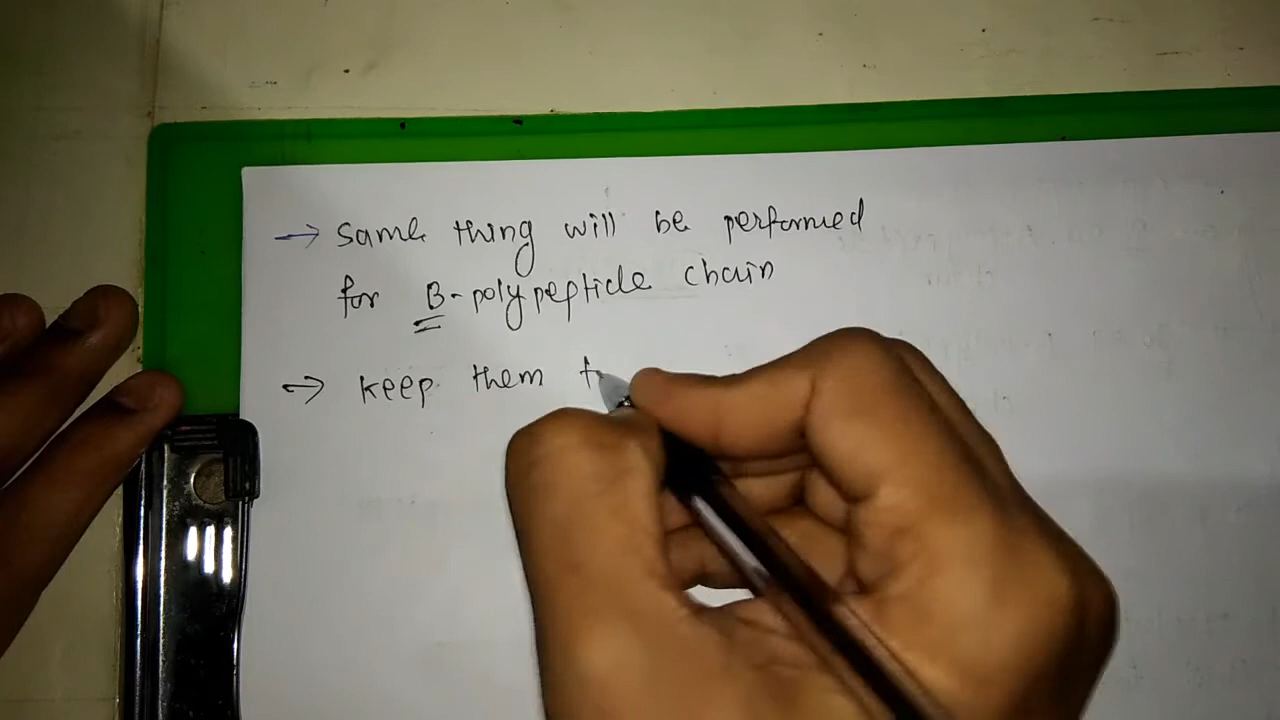 → Same thing will be performed
for B-polypeptide chain
→ keep them